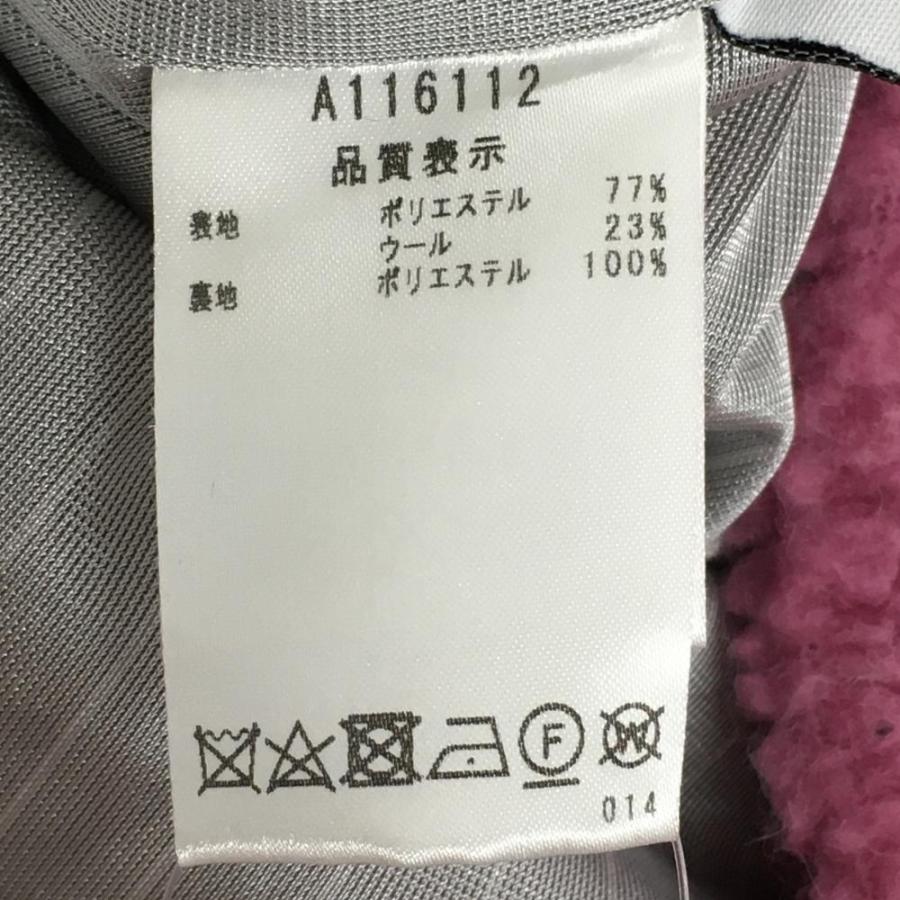 A116112
品質表示
表地 ポリエステル 77%
ウール 23%
裏地 ポリエステル 100%
F W
014